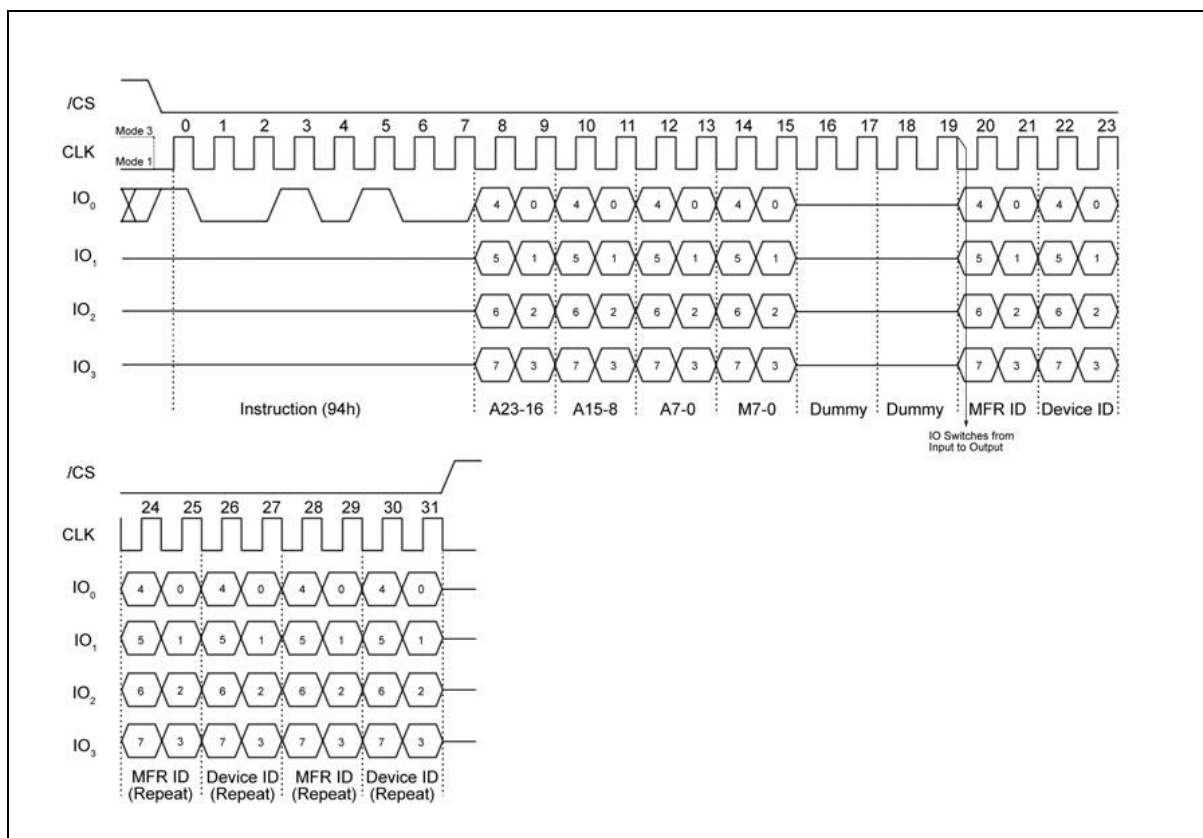 /CS
Mode 3
0 1 2 3 4 5 6 7 8 9 10 11 12 13 14 15 16 17 18 19 20 21 22 23
CLK
Mode 1
IO0 4 0 4 0 4 0 4 0 4 0 4 0
IO1 5 1 5 1 5 1 5 1 5 1 5 1
IO2 6 2 6 2 6 2 6 2 6 2 6 2
IO3 7 3 7 3 7 3 7 3 7 3 7 3
Instruction (94h) A23-16 A15-8 A7-0 M7-0 Dummy Dummy MFR ID Device ID
IO Switches from
Input to Output
/CS
24 25 26 27 28 29 30 31
CLK
IO0 4 0 4 0 4 0 4 0
IO1 5 1 5 1 5 1 5 1
IO2 6 2 6 2 6 2 6 2
IO3 7 3 7 3 7 3 7 3
MFR ID Device ID MFR ID Device ID
(Repeat) (Repeat) (Repeat) (Repeat)